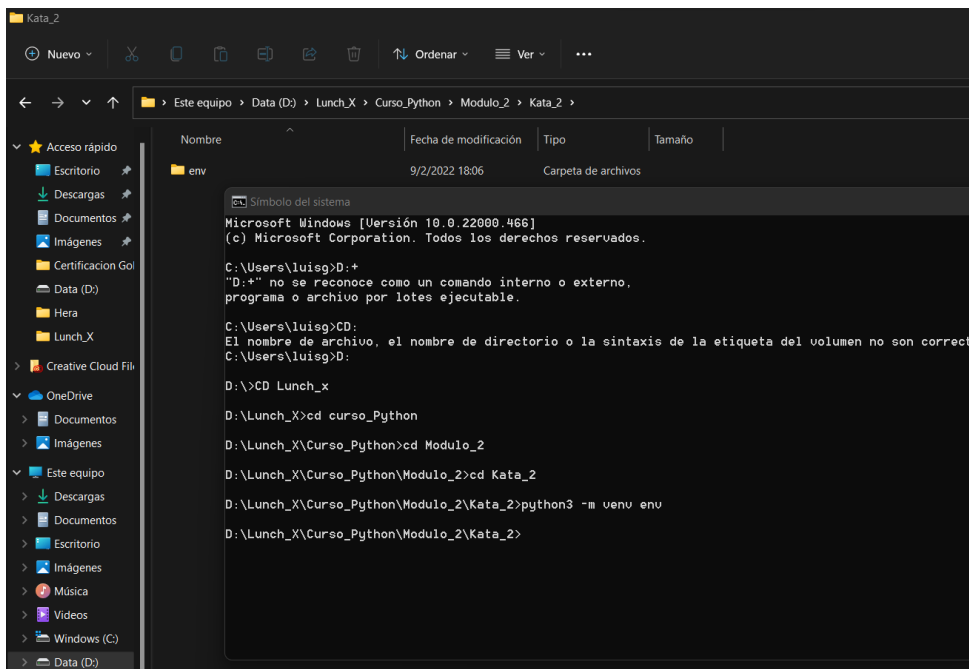 Kata_2
Nuevo
Ordenar
Ver
Este equipo > Data (D:) > Lunch_X > Curso_Python > Modulo_2 > Kata_2 >
Acceso rápido
Escritorio
Descargas
Documentos
Imágenes
Certificacion Gol
Data (D:)
Hera
Lunch_X
Creative Cloud File
OneDrive
Documentos
Imágenes
Este equipo
Descargas
Documentos
Escritorio
Imágenes
Música
Videos
Windows (C:)
Data (D:)
Nombre Fecha de modificación Tipo Tamaño
env 9/2/2022 18:06 Carpeta de archivos
Símbolo del sistema
Microsoft Windows [Versión 10.0.22000.466]
(c) Microsoft Corporation. Todos los derechos reservados.
C:\Users\luisg>D:+
"D:+" no se reconoce como un comando interno o externo,
programa o archivo por lotes ejecutable.
C:\Users\luisg>CD:
El nombre de archivo, el nombre de directorio o la sintaxis de la etiqueta del volumen no son correct
C:\Users\luisg>D:
D:\>CD Lunch_x
D:\Lunch_X>cd curso_Python
D:\Lunch_X\Curso_Python>cd Modulo_2
D:\Lunch_X\Curso_Python\Modulo_2>cd Kata_2
D:\Lunch_X\Curso_Python\Modulo_2\Kata_2>python3 -m venv env
D:\Lunch_X\Curso_Python\Modulo_2\Kata_2>